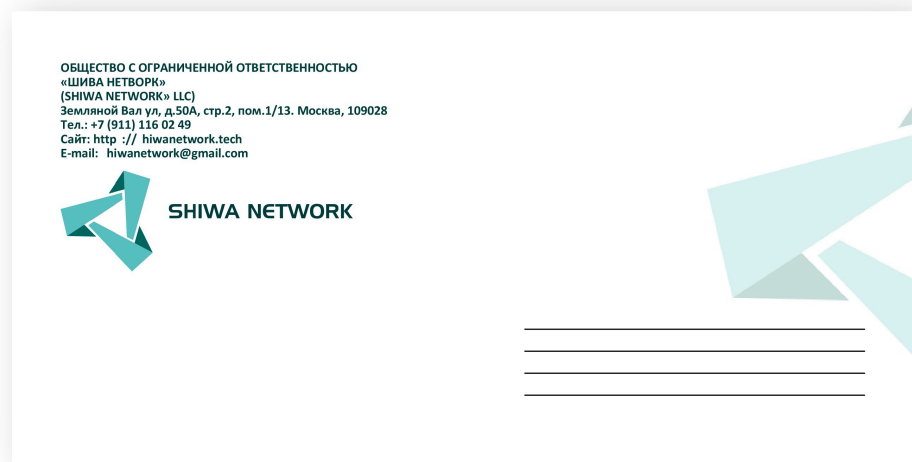 ОБЩЕСТВО С ОГРАНИЧЕННОЙ ОТВЕТСТВЕННОСТЬЮ
«ШИВА НЕТВОРК»
(SHIWA NETWORK» LLC)
Земляной Вал ул, д.50А, стр.2, пом.1/13. Москва, 109028
Тел.: +7 (911) 116 02 49
Сайт: http :// hiwanetwork.tech
E-mail: hiwanetwork@gmail.com
SHIWA NETWORK